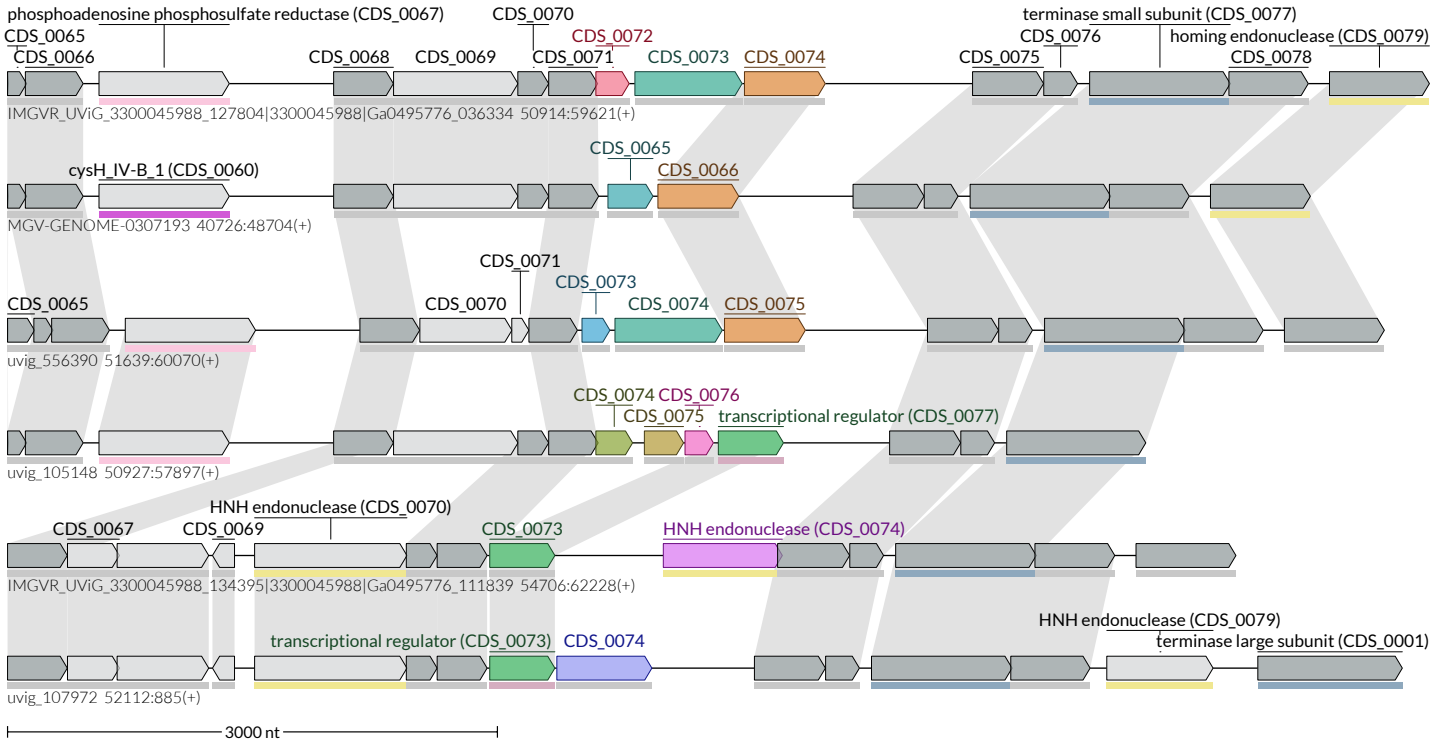 phosphoadenosine phosphosulfate reductase (CDS_0067) CDS_0070 terminase small subunit (CDS_0077)
CDS_0065 CDS_0072 CDS_0076 homing endonuclease (CDS_0079)
CDS_0066 CDS_0068 CDS_0069 CDS_0071 CDS_0073 CDS_0074 CDS_0075 CDS_0078
IMGVR_UViG_3300045988_127804|3300045988|Ga0495776_036334 50914:59621(+)
CDS_0065
cysH_IV-B_1 (CDS_0060) CDS_0066
MGV-GENOME-0307193 40726:48704(+)
CDS_0071
CDS_0073
CDS_0065 CDS_0070 CDS_0074 CDS_0075
uvig_556390 51639:60070(+)
CDS_0074 CDS_0076
CDS_0075 transcriptional regulator (CDS_0077)
uvig_105148 50927:57897(+)
HNH endonuclease (CDS_0070)
CDS_0067 CDS_0069 CDS_0073 HNH endonuclease (CDS_0074)
IMGVR_UViG_3300045988_134395|3300045988|Ga0495776_111839 54706:62228(+)
HNH endonuclease (CDS_0079)
transcriptional regulator (CDS_0073) CDS_0074 terminase large subunit (CDS_0001)
uvig_107972 52112:885(+)
3000 nt